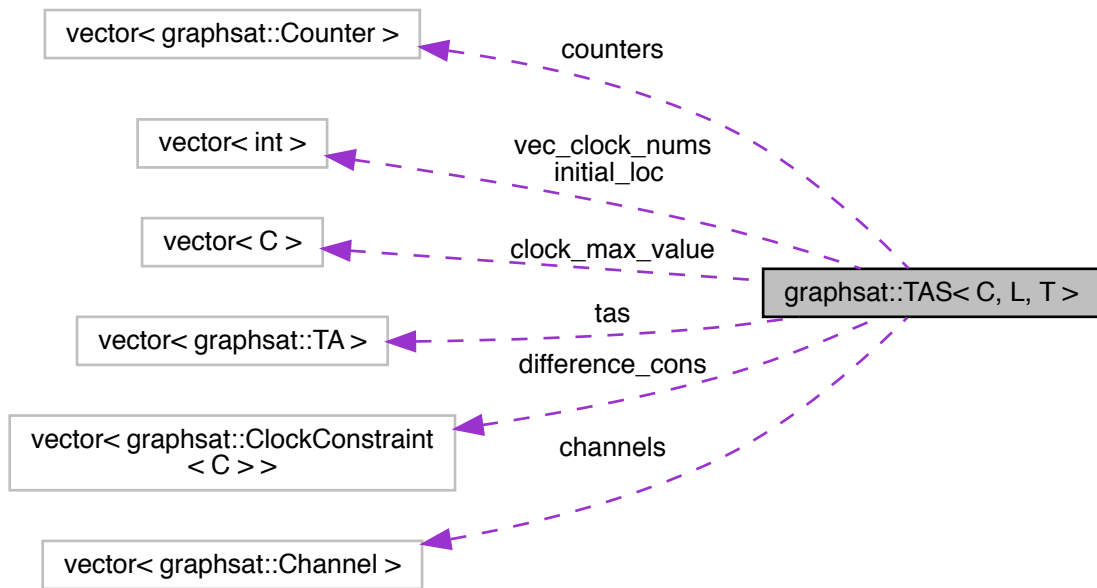 vector< graphsat::Counter >
counters
vector< int >
vec_clock_nums
initial_loc
vector< C >
clock_max_value
graphsat::TAS< C, L, T >
tas
vector< graphsat::TA >
difference_cons
vector< graphsat::ClockConstraint
< C > >
channels
vector< graphsat::Channel >